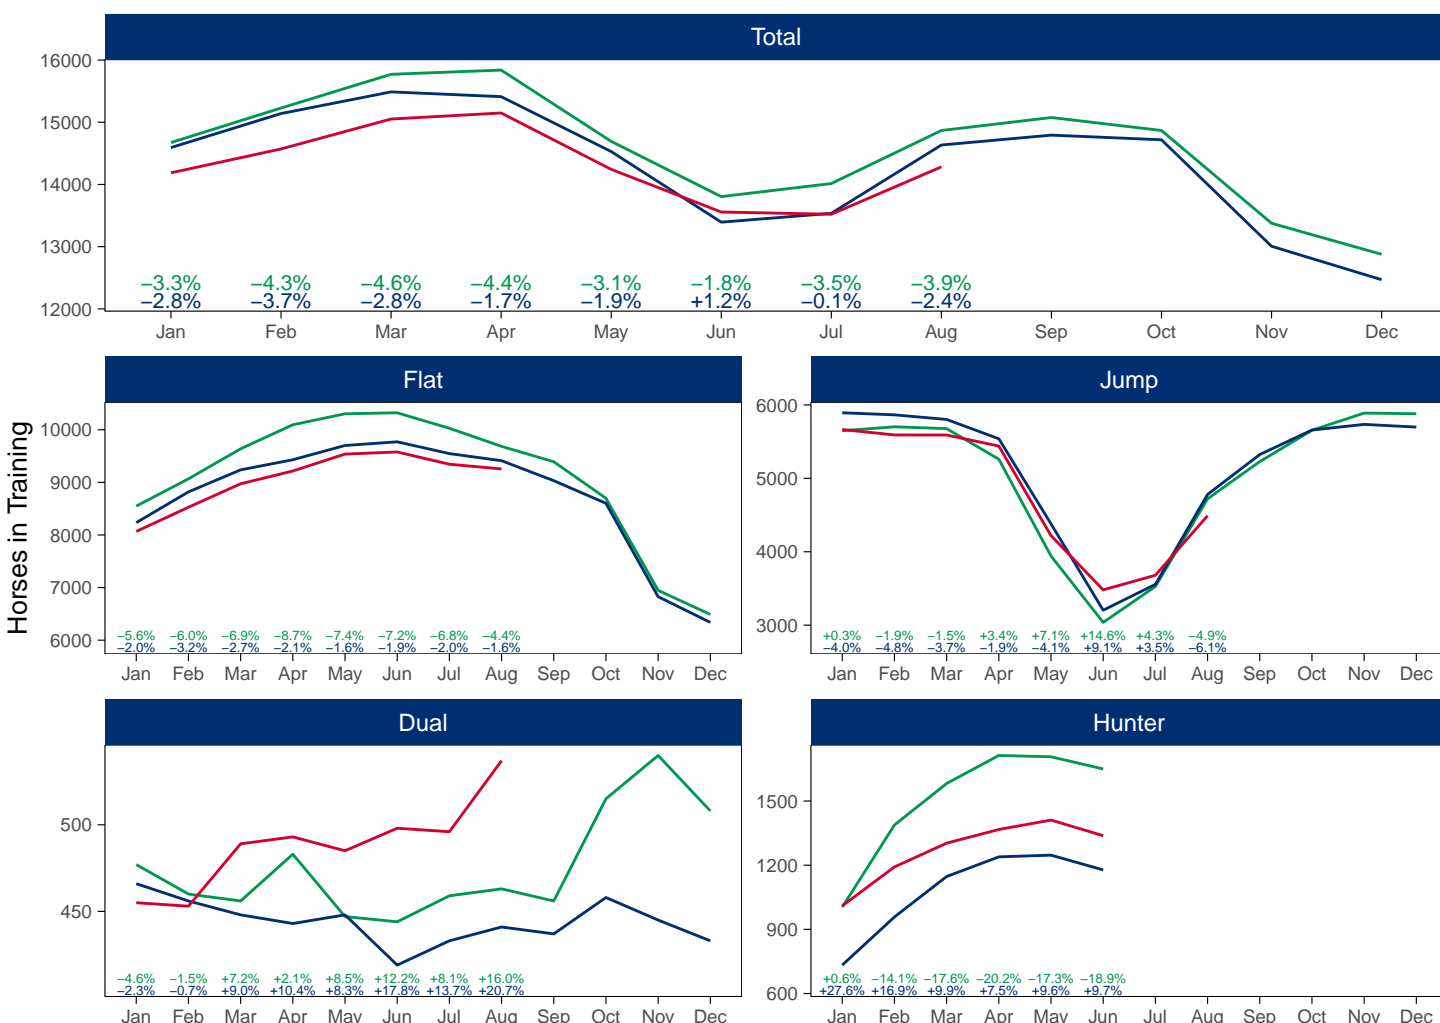 Total
16000
15000
14000
13000
12000
−3.3% −4.3% −4.6% −4.4% −3.1% −1.8% −3.5% −3.9%
−2.8% −3.7% −2.8% −1.7% −1.9% +1.2% −0.1% −2.4%
Jan Feb Mar Apr May Jun Jul Aug Sep Oct Nov Dec
Horses in Training
Flat
10000
9000
8000
7000
6000
−5.6% −6.0% −6.9% −8.7% −7.4% −7.2% −6.8% −4.4%
−2.0% −3.2% −2.7% −2.1% −1.6% −1.9% −2.0% −1.6%
Jan Feb Mar Apr May Jun Jul Aug Sep Oct Nov Dec
Jump
6000
5000
4000
3000
+0.3% −1.9% −1.5% +3.4% +7.1% +14.6% +4.3% −4.9%
−4.0% −4.8% −3.7% −1.9% −4.1% +9.1% +3.5% −6.1%
Jan Feb Mar Apr May Jun Jul Aug Sep Oct Nov Dec
Dual
500
450
−4.6% −1.5% +7.2% +2.1% +8.5% +12.2% +8.1% +16.0%
−2.3% −0.7% +9.0% +10.4% +8.3% +17.8% +13.7% +20.7%
Jan Feb Mar Apr May Jun Jul Aug Sep Oct Nov Dec
Hunter
1500
1200
900
600
+0.6% −14.1% −17.6% −20.2% −17.3% −18.9%
+27.6% +16.9% +9.9% +7.5% +9.6% +9.7%
Jan Feb Mar Apr May Jun Jul Aug Sep Oct Nov Dec